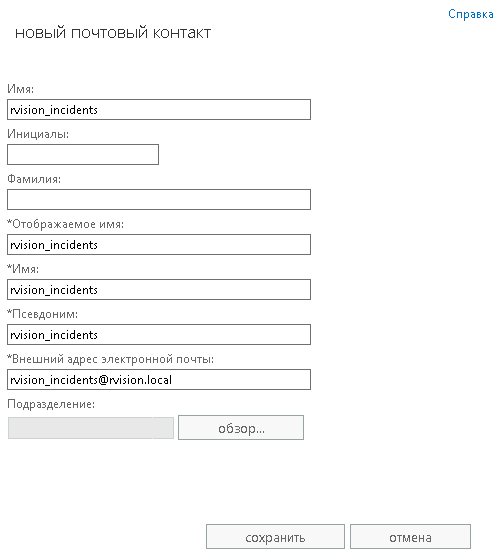 Справка
новый почтовый контакт
Имя:
rvision_incidents
Инициалы:
Фамилия:
*Отображаемое имя:
rvision_incidents
*Имя:
rvision_incidents
*Псевдоним:
rvision_incidents
*Внешний адрес электронной почты:
rvision_incidents@rvision.local
Подразделение:
обзор...
сохранить отмена